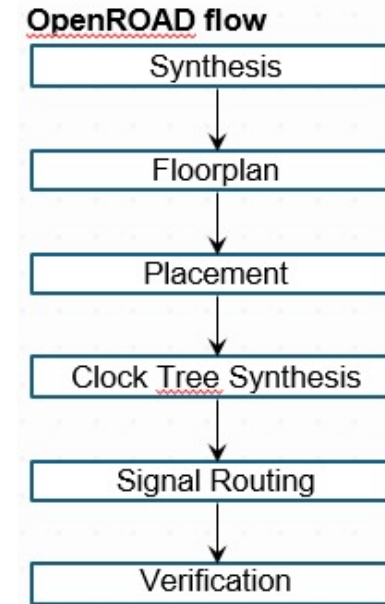 OpenROAD flow
Synthesis
Floorplan
Placement
Clock Tree Synthesis
Signal Routing
Verification